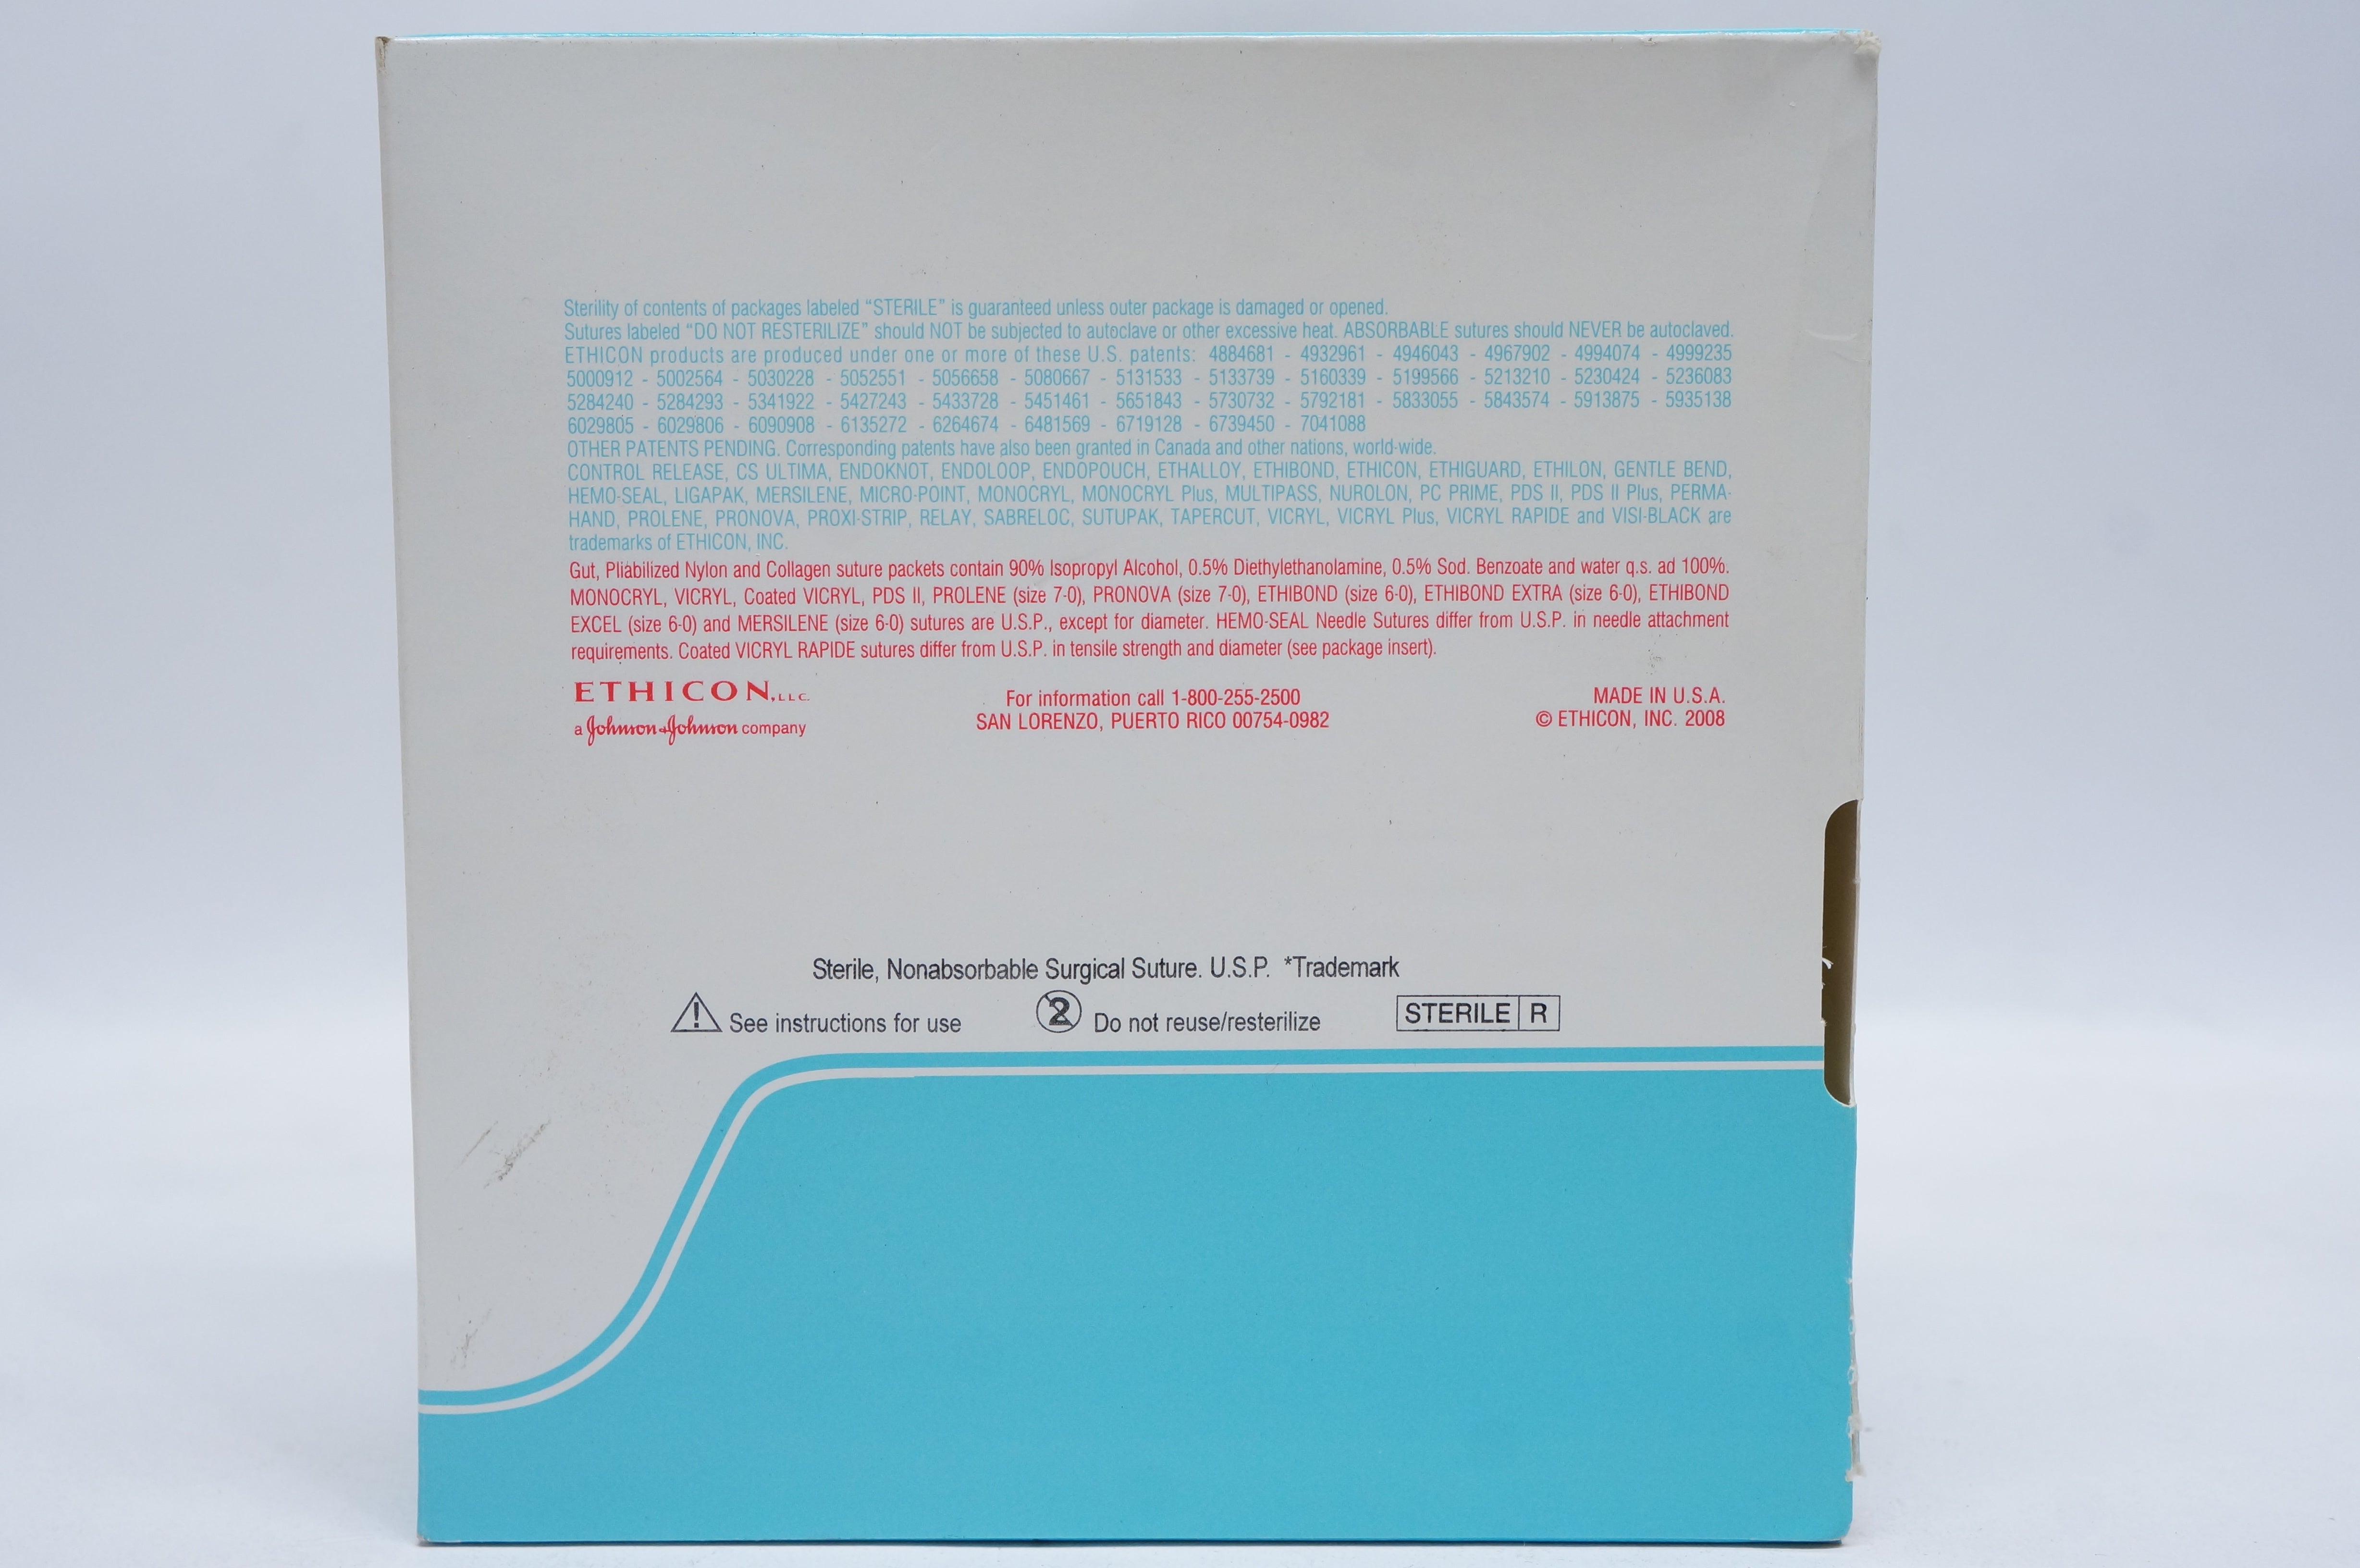 Sterility of contents of packages labeled “STERILE” is guaranteed unless outer package is damaged or opened.
Sutures labeled “DO NOT RESTERILIZE” should NOT be subjected to autoclave or other excessive heat. ABSORBABLE sutures should NEVER be autoclaved.
ETHICON products are produced under one or more of these U.S. patents: 4884681 - 4932961 - 4946043 - 4967902 - 4994074 - 4999235
5000912 - 5002564 - 5030228 - 5052551 - 5056658 - 5080667 - 5131533 - 5133739 - 5160339 - 5199566 - 5213210 - 5230424 - 5236083
5284240 - 5284293 - 5341922 - 5427243 - 5433728 - 5451461 - 5651843 - 5730732 - 5792181 - 5833055 - 5843574 - 5913875 - 5935138
6029805 - 6029806 - 6090908 - 6135272 - 6264674 - 6481569 - 6719128 - 6739450 - 7041088
OTHER PATENTS PENDING. Corresponding patents have also been granted in Canada and other nations, world-wide.
CONTROL RELEASE, CS ULTIMA, ENDOKNOT, ENDOLOOP, ENDOPOUCH, ETHALLOY, ETHIBOND, ETHICON, ETHIGUARD, ETHILON, GENTLE BEND,
HEMO-SEAL, LIGAPAK, MERSILENE, MICRO-POINT, MONOCRYL, MONOCRYL Plus, MULTIPASS, NUROLON, PC PRIME, PDS II, PDS II Plus, PERMA-
HAND, PROLENE, PRONOVA, PROXI-STRIP, RELAY, SABRELOC, SUTUPAK, TAPERCUT, VICRYL, VICRYL Plus, VICRYL RAPIDE and VISI-BLACK are
trademarks of ETHICON, INC.
Gut, Pliabilized Nylon and Collagen suture packets contain 90% Isopropyl Alcohol, 0.5% Diethylethanolamine, 0.5% Sod. Benzoate and water q.s. ad 100%.
MONOCRYL, VICRYL, Coated VICRYL, PDS II, PROLENE (size 7-0), PRONOVA (size 7-0), ETHIBOND (size 6-0), ETHIBOND EXTRA (size 6-0), ETHIBOND
EXCEL (size 6-0) and MERSILENE (size 6-0) sutures are U.S.P., except for diameter. HEMO-SEAL Needle Sutures differ from U.S.P. in needle attachment
requirements. Coated VICRYL RAPIDE sutures differ from U.S.P. in tensile strength and diameter (see package insert).
ETHICON, LLC.
a Johnson & Johnson company
For information call 1-800-255-2500
SAN LORENZO, PUERTO RICO 00754-0982
MADE IN U.S.A.
© ETHICON, INC. 2008
Sterile, Nonabsorbable Surgical Suture. U.S.P. *Trademark
! See instructions for use 2 Do not reuse/resterilize STERILE R